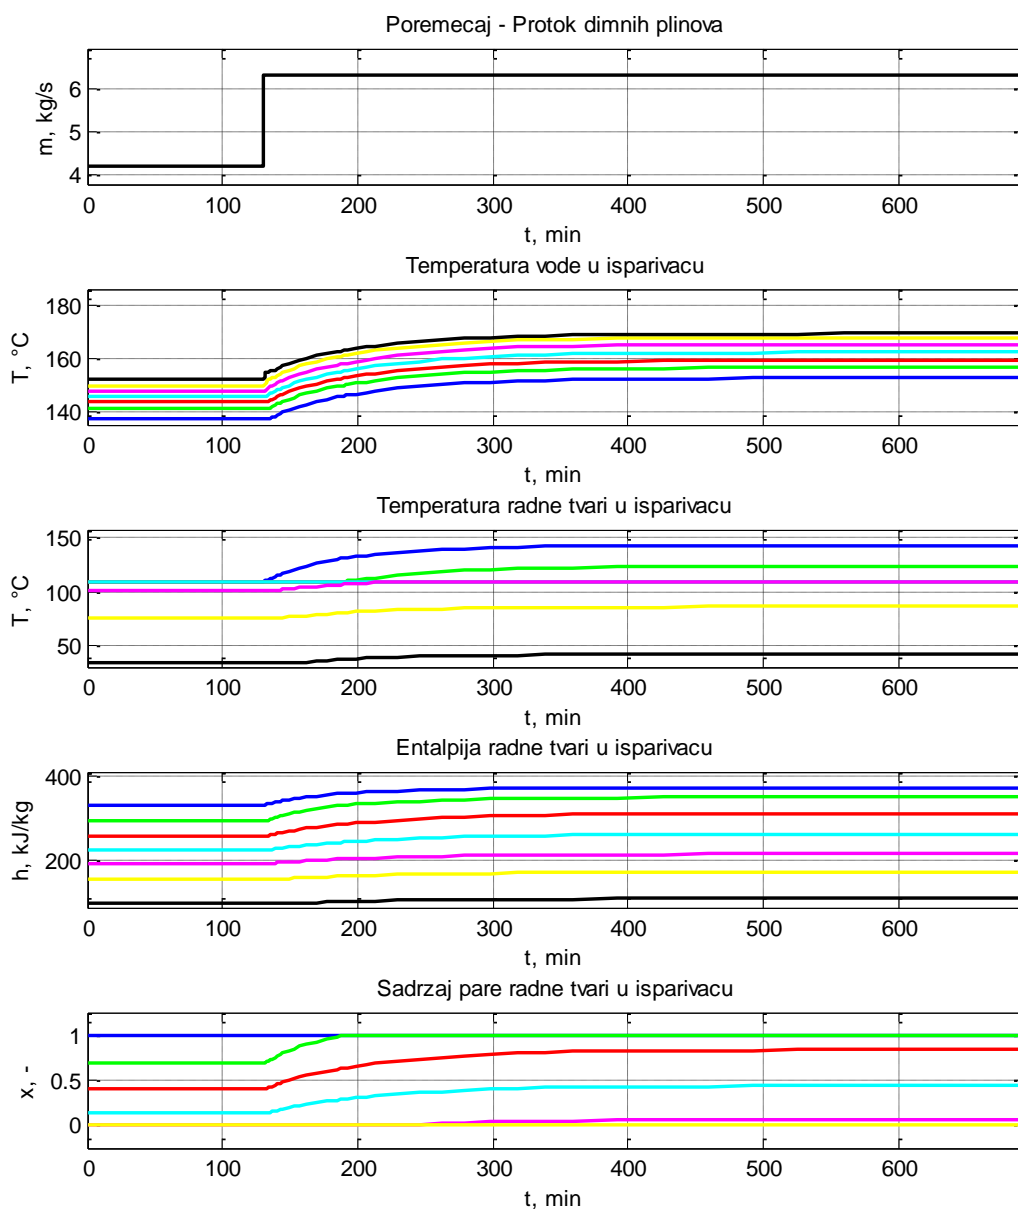 Poremecaj - Protok dimnih plinova
6
5
4
m, kg/s
0 100 200 300 400 500 600
t, min
Temperatura vode u isparivacu
180
160
140
T, °C
0 100 200 300 400 500 600
t, min
Temperatura radne tvari u isparivacu
150
100
50
T, °C
0 100 200 300 400 500 600
t, min
Entalpija radne tvari u isparivacu
400
200
h, kJ/kg
0 100 200 300 400 500 600
t, min
Sadrzaj pare radne tvari u isparivacu
1
0.5
0
x, -
0 100 200 300 400 500 600
t, min